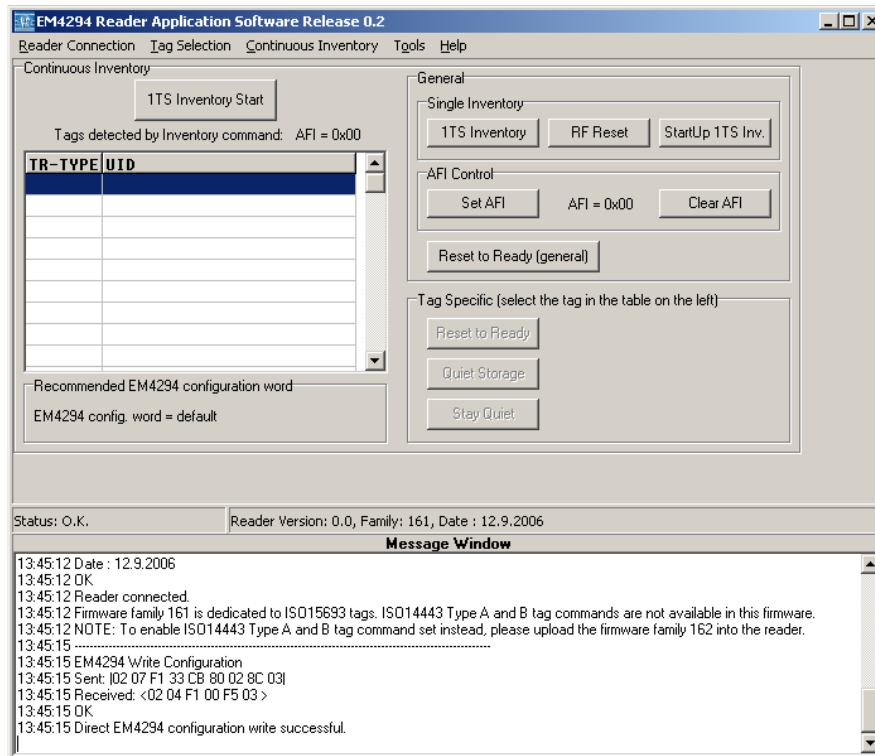 EM4294 Reader Application Software Release 0.2
Reader Connection Tag Selection Continuous Inventory Tools Help
Continuous Inventory
1TS Inventory Start
Tags detected by Inventory command: AFI = 0x00
TR-TYPE UID
Recommended EM4294 configuration word
EM4294 config. word = default
General
Single Inventory
1TS Inventory RF Reset StartUp 1TS Inv.
AFI Control
Set AFI AFI = 0x00 Clear AFI
Reset to Ready (general)
Tag Specific (select the tag in the table on the left)
Reset to Ready
Quiet Storage
Stay Quiet
Status: O.K. Reader Version: 0.0, Family: 161, Date : 12.9.2006
Message Window
13:45:12 Date : 12.9.2006
13:45:12 OK
13:45:12 Reader connected.
13:45:12 Firmware family 161 is dedicated to ISO15693 tags. ISO14443 Type A and B tag commands are not available in this firmware.
13:45:12 NOTE: To enable ISO14443 Type A and B tag command set instead, please upload the firmware family 162 into the reader.
13:45:15 ----------------------------------------------------------------------------------------------------
13:45:15 EM4294 Write Configuration
13:45:15 Sent: |02 07 F1 33 CB 80 02 8C 03|
13:45:15 Received: <02 04 F1 00 F5 03 >
13:45:15 OK
13:45:15 Direct EM4294 configuration write successful.